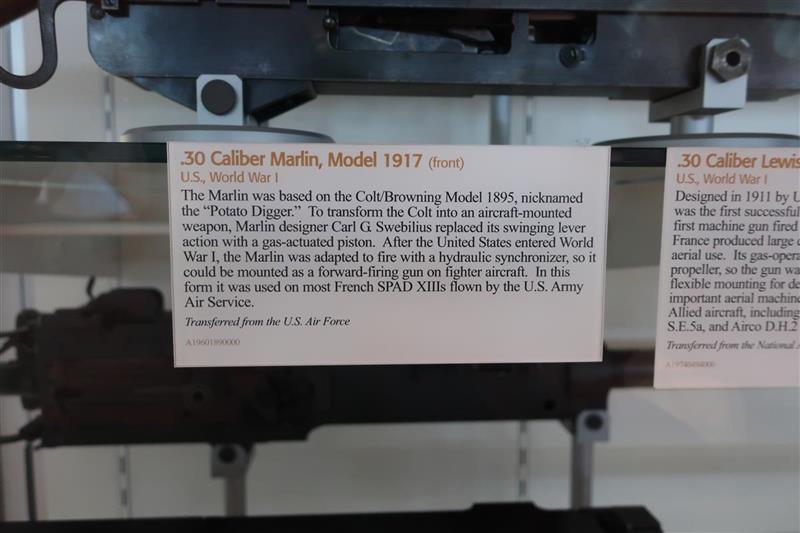 .30 Caliber Marlin, Model 1917 (front)
U.S., World War I
The Marlin was based on the Colt/Browning Model 1895, nicknamed
the “Potato Digger.” To transform the Colt into an aircraft-mounted
weapon, Marlin designer Carl G. Swebilius replaced its swinging lever
action with a gas-actuated piston. After the United States entered World
War I, the Marlin was adapted to fire with a hydraulic synchronizer, so it
could be mounted as a forward-firing gun on fighter aircraft. In this
form it was used on most French SPAD XIIIs flown by the U.S. Army
Air Service.
Transferred from the U.S. Air Force
A19601890000
.30 Caliber Lewis
U.S., World War I
Designed in 1911 by U
was the first successful
first machine gun fired
France produced large
aerial use. Its gas-opera
propeller, so the gun wa
flexible mounting for de
important aerial machine
Allied aircraft, including
S.E.5a, and Airco D.H.2
Transferred from the National
A19740494000